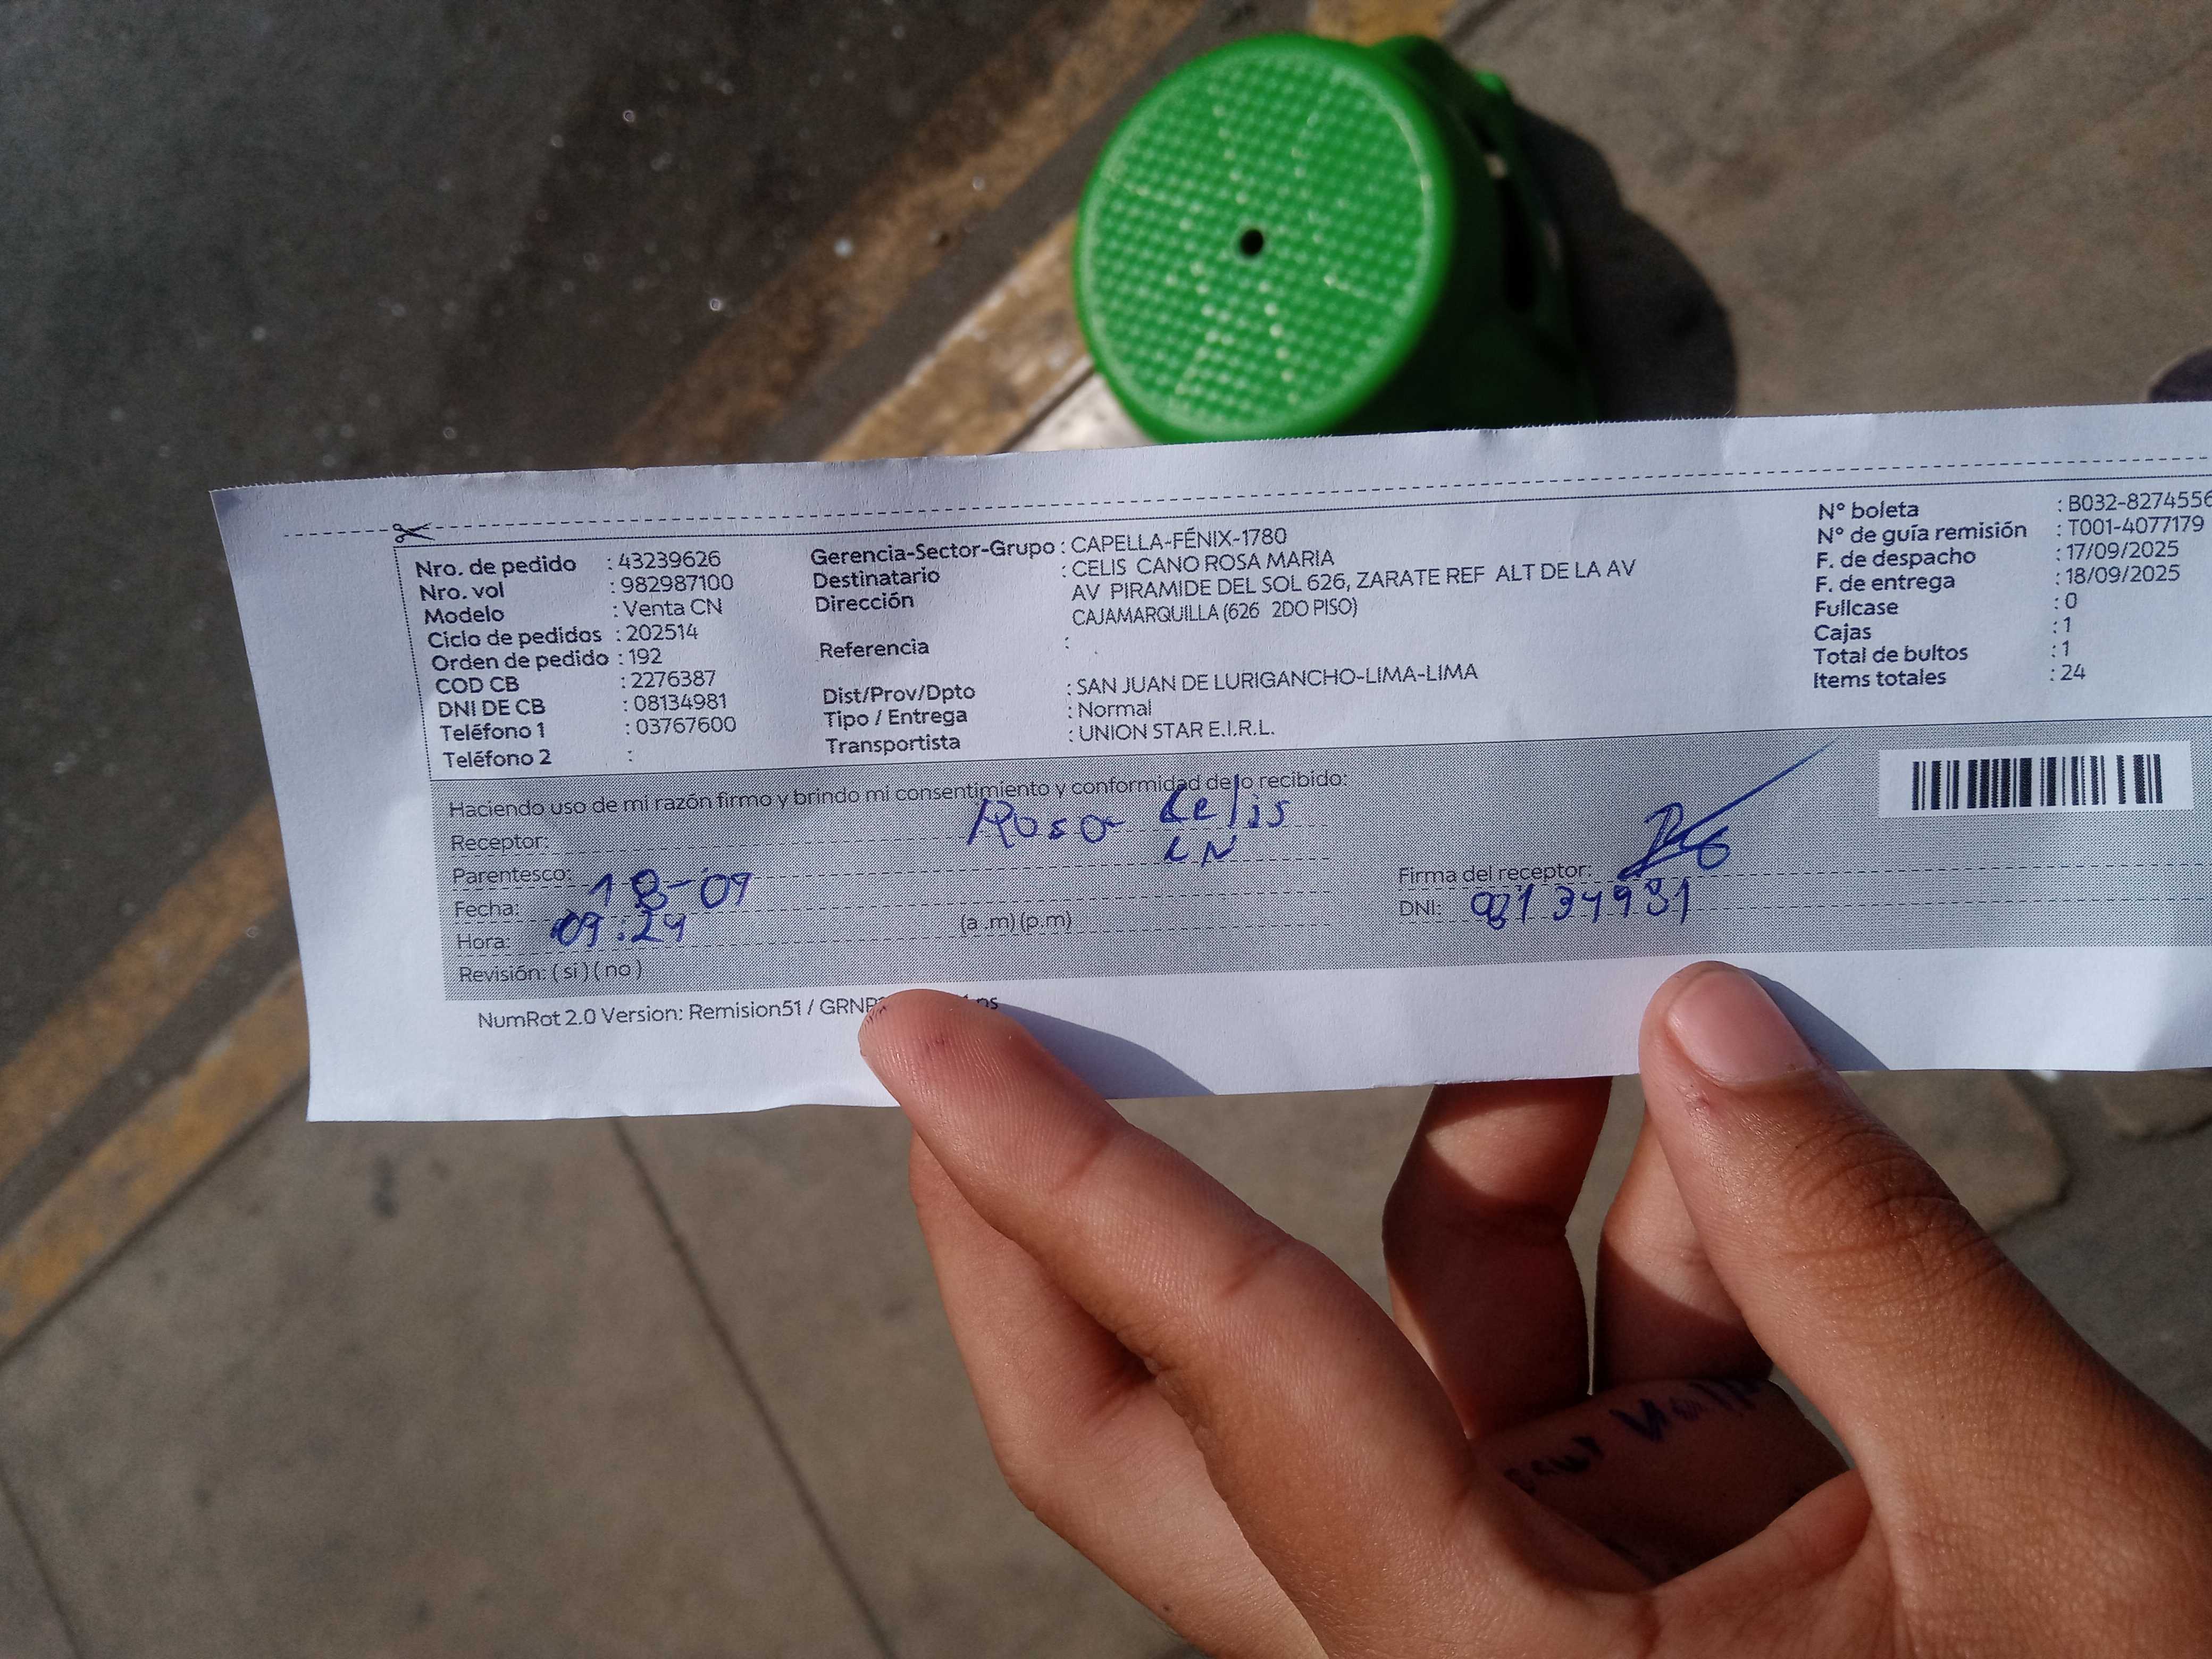 Nro. de pedido : 43239626
Nro. vol : 982987100
Modelo : Venta CN
Ciclo de pedidos : 202514
Orden de pedido : 192
COD CB : 2276387
DNI DE CB : 08134981
Teléfono 1 : 03767600
Teléfono 2 :
Gerencia-Sector-Grupo : CAPELLA-FÉNIX-1780
Destinatario : CELIS CANO ROSA MARIA
Dirección AV PIRAMIDE DEL SOL 626, ZARATE REF ALT DE LA AV
CAJAMARQUILLA (626 2DO PISO)
Referencia :
Dist/Prov/Dpto : SAN JUAN DE LURIGANCHO-LIMA-LIMA
Tipo / Entrega : Normal
Transportista : UNION STAR E.I.R.L.
N° boleta : B032-8274556
N° de guía remisión : T001-4077179
F. de despacho : 17/09/2025
F. de entrega : 18/09/2025
Fullcase : 0
Cajas : 1
Total de bultos : 1
Items totales : 24
Haciendo uso de mi razón firmo y brindo mi consentimiento y conformidad de lo recibido:
Receptor: Rosa Celis
Parentesco: CN
Fecha: 18-09
Hora: 09:24 (a .m) (p.m)
Revisión: ( si ) ( no )
Firma del receptor:
DNI: 08134981
NumRot 2.0 Version: Remision51 /